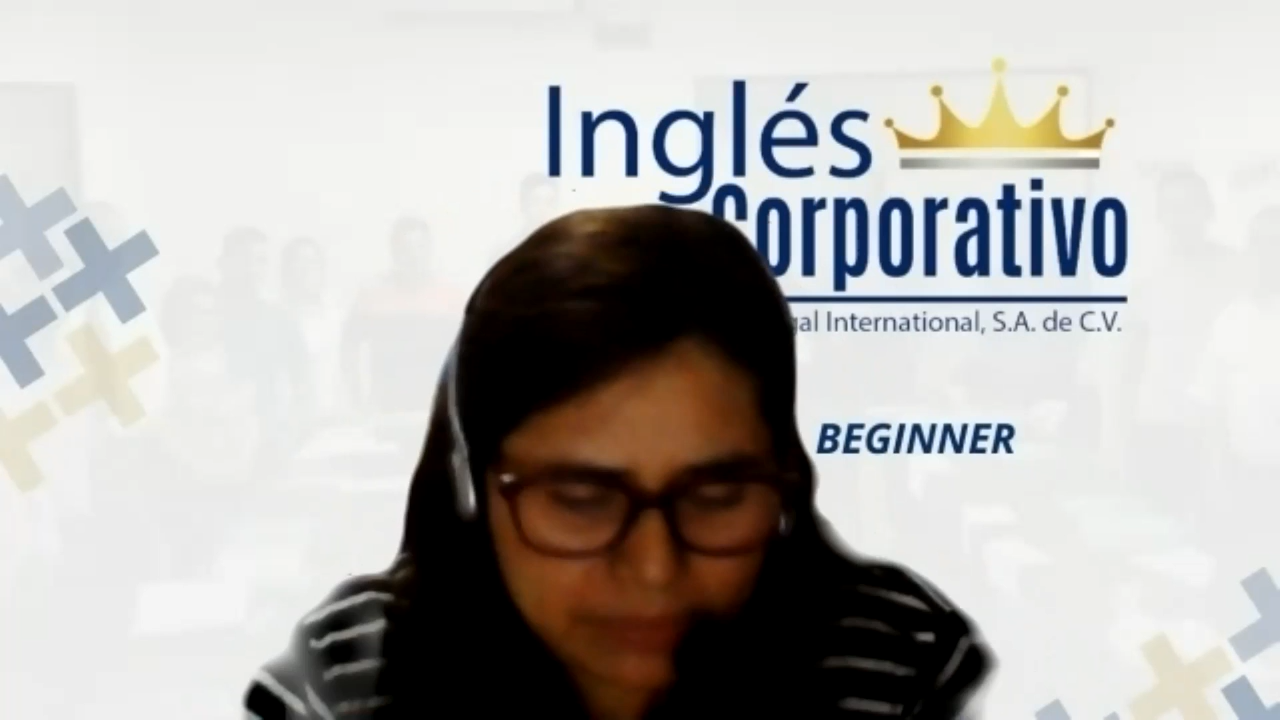 Inglés
Corporativo
International, S.A. de C.V.
BEGINNER